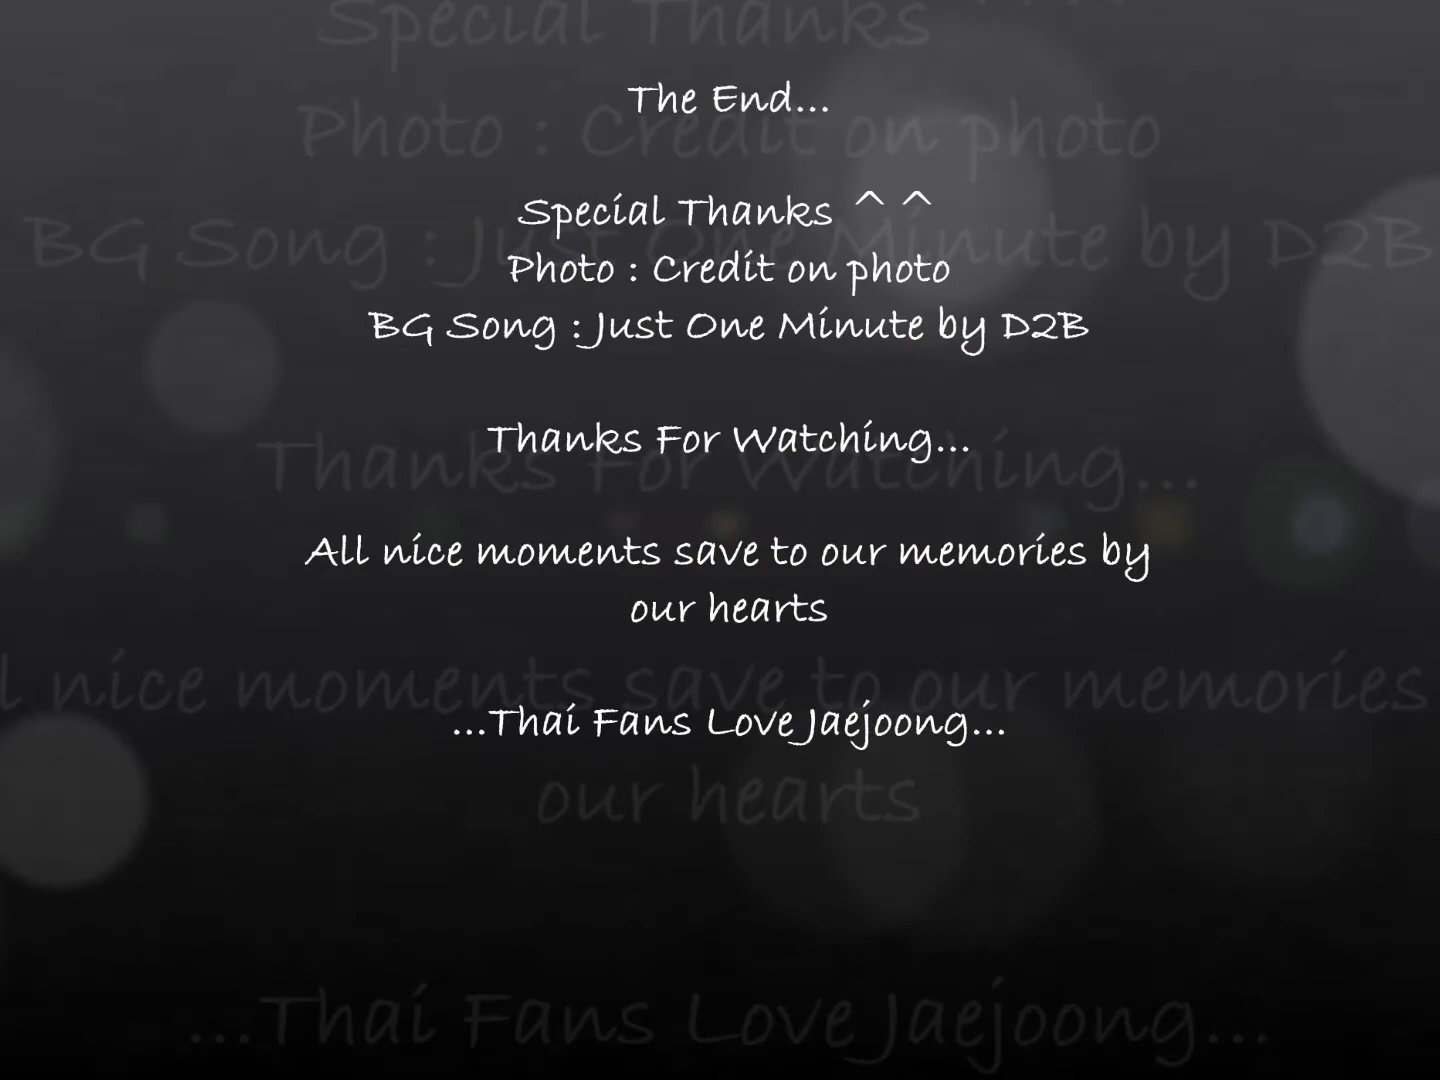 The End...
Special Thanks ^ ^
Photo : Credit on photo
BG Song : Just One Minute by D2B
Thanks For Watching...
All nice moments save to our memories by
our hearts
...Thai Fans Love Jaejoong...